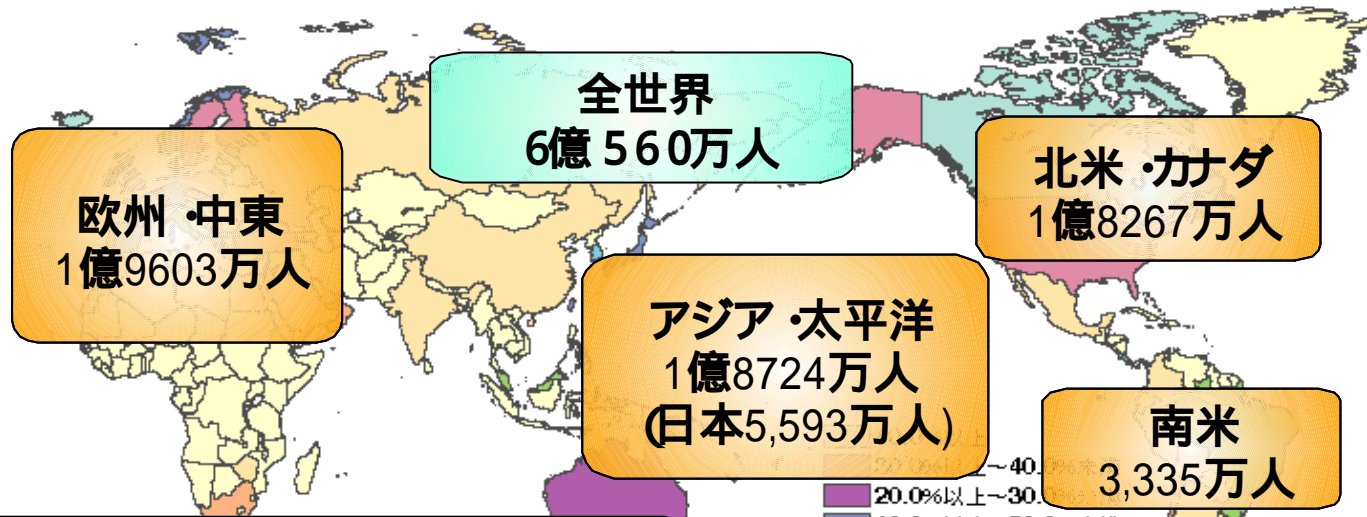 全世界
6億560万人
欧州・中東
1億9603万人
北米・カナダ
1億8267万人
アジア・太平洋
1億8724万人
(日本5,593万人)
南米
3,335万人
20.0%以上～30.